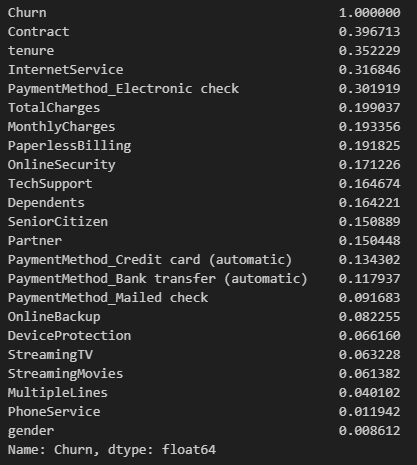 Churn 1.000000
Contract 0.396713
tenure 0.352229
InternetService 0.316846
PaymentMethod_Electronic check 0.301919
TotalCharges 0.199037
MonthlyCharges 0.193356
PaperlessBilling 0.191825
OnlineSecurity 0.171226
TechSupport 0.164674
Dependents 0.164221
SeniorCitizen 0.150889
Partner 0.150448
PaymentMethod_Credit card (automatic) 0.134302
PaymentMethod_Bank transfer (automatic) 0.117937
PaymentMethod_Mailed check 0.091683
OnlineBackup 0.082255
DeviceProtection 0.066160
StreamingTV 0.063228
StreamingMovies 0.061382
MultipleLines 0.040102
PhoneService 0.011942
gender 0.008612
Name: Churn, dtype: float64